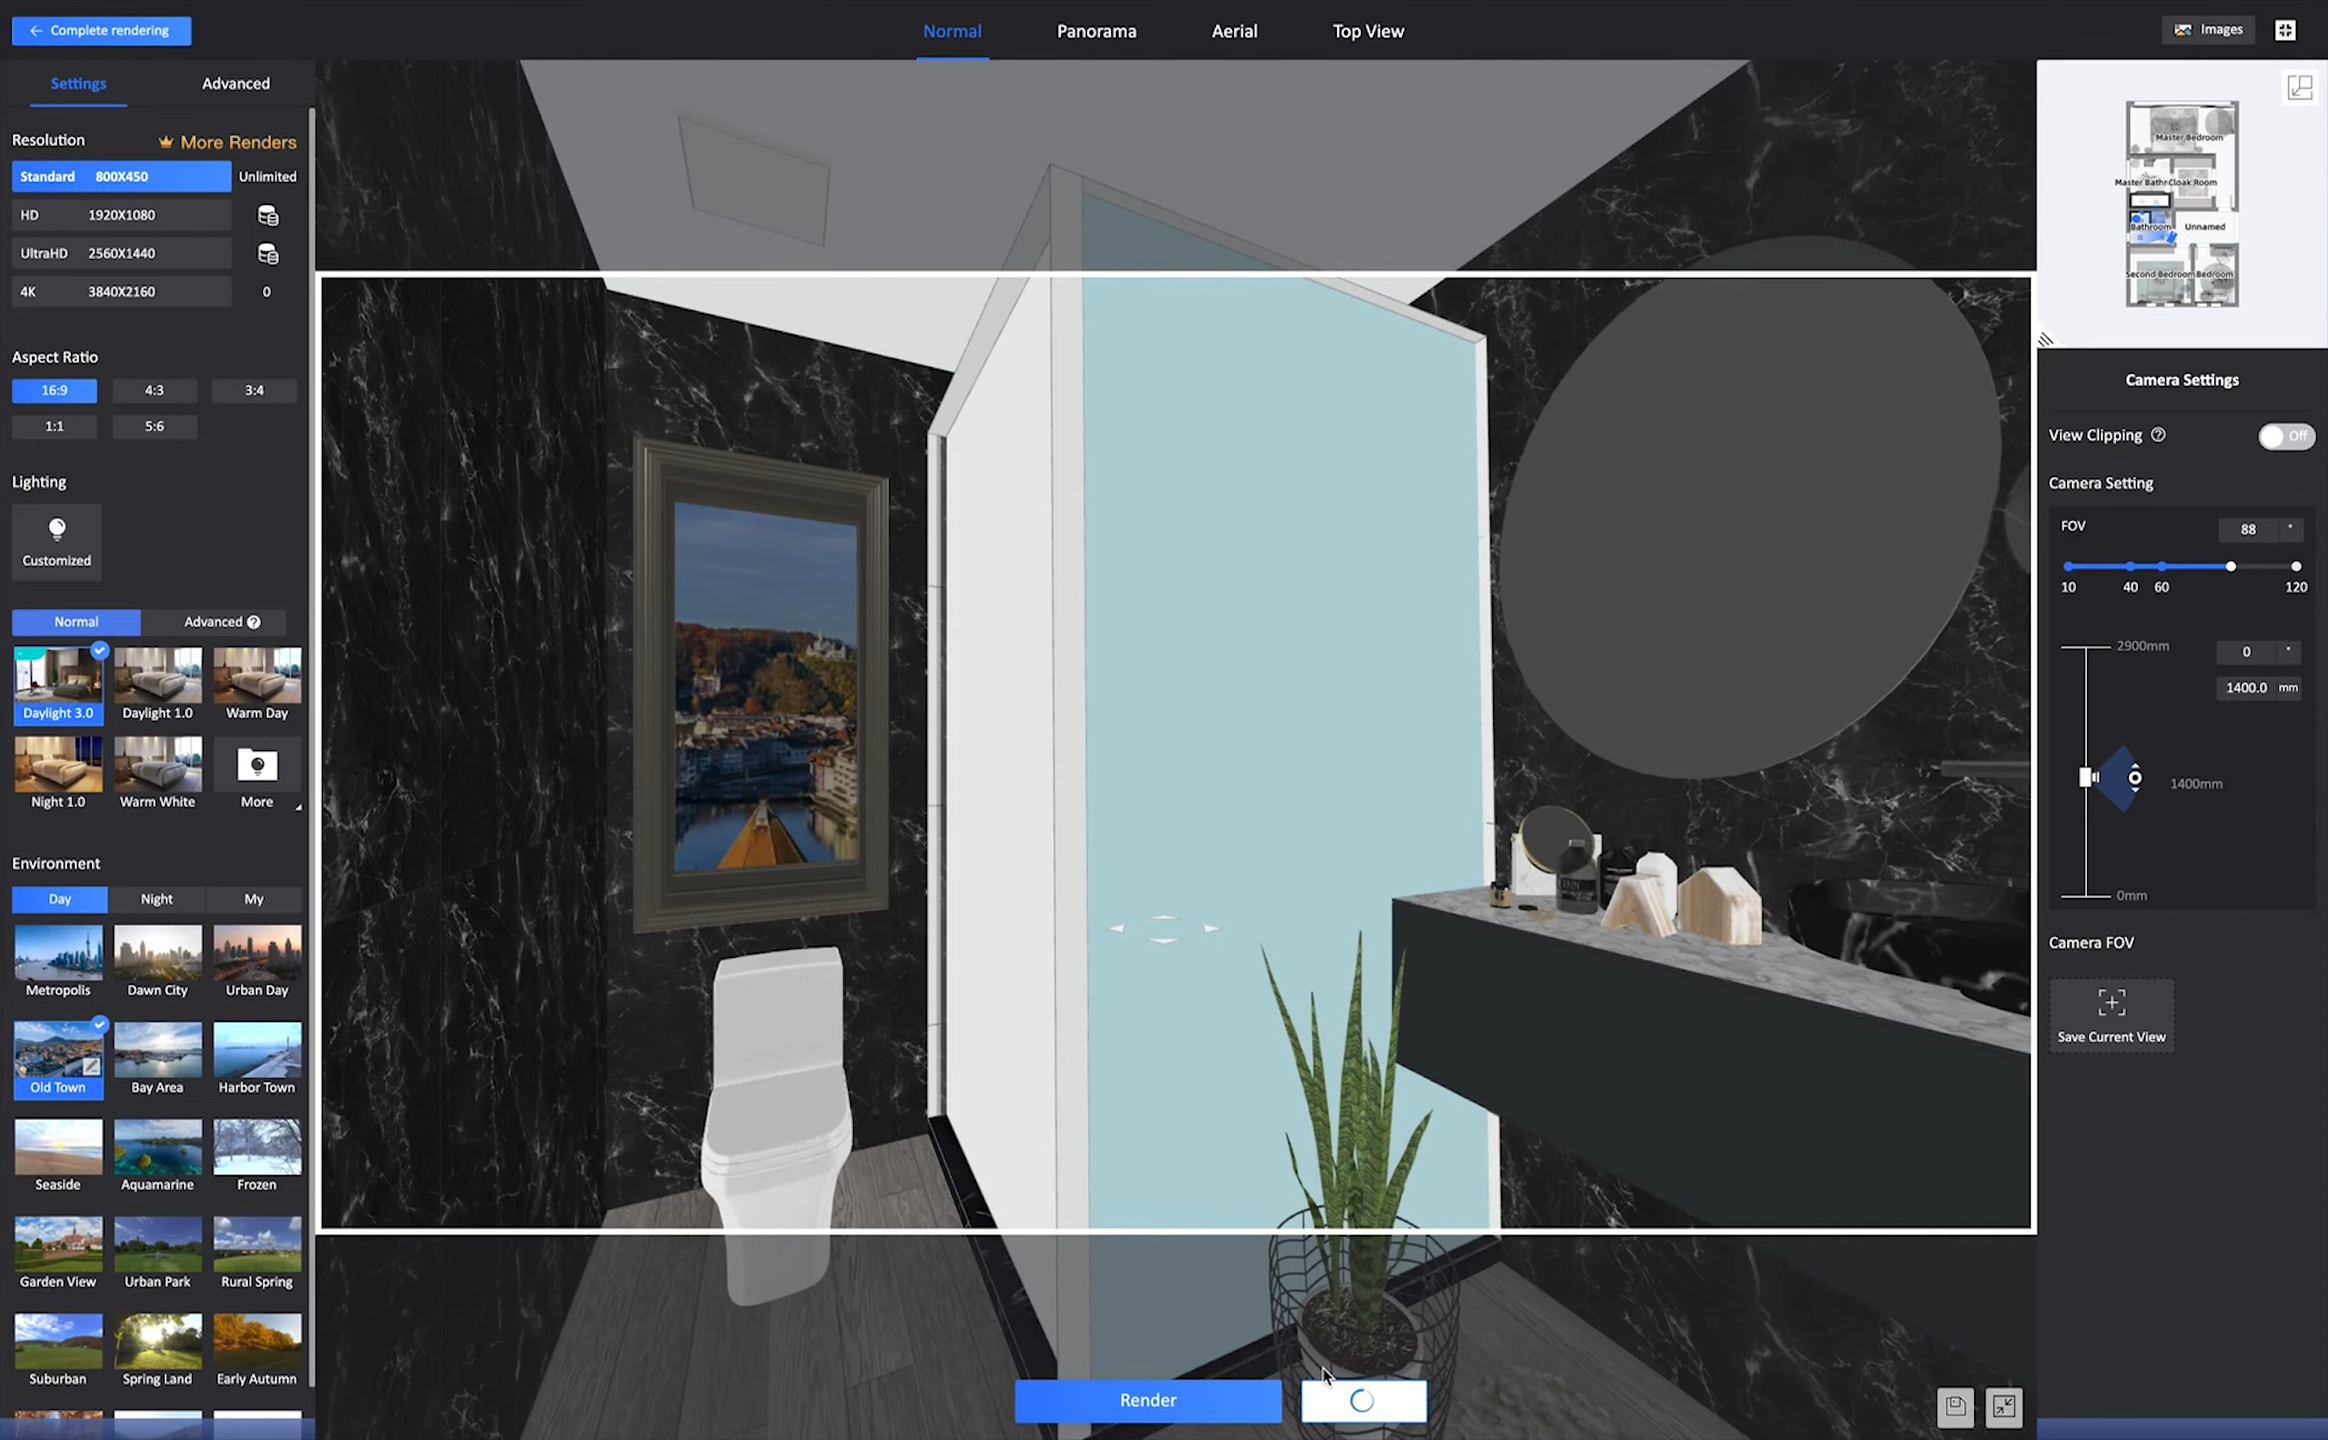 Complete rendering
Normal
Panorama
Aerial
Top View
Images
Settings
Advanced
Resolution
More Renders
Standard 800X450 Unlimited
HD 1920X1080
UltraHD 2560X1440
4K 3840X2160 0
Aspect Ratio
16:9 4:3 3:4
1:1 5:6
Lighting
Customized
Normal Advanced ?
Daylight 3.0 Daylight 1.0 Warm Day
Night 1.0 Warm White More
Environment
Day Night My
Metropolis Dawn City Urban Day
Old Town Bay Area Harbor Town
Seaside Aquamarine Frozen
Garden View Urban Park Rural Spring
Suburban Spring Land Early Autumn
Render
Master Bedroom
Master Bathr Cloak Room
Bathroom Unnamed
Second Bedroom Bedroom
Camera Settings
View Clipping ? Off
Camera Setting
FOV 88 °
10 40 60 120
2900mm 0 °
1400.0 mm
1400mm
0mm
Camera FOV
Save Current View